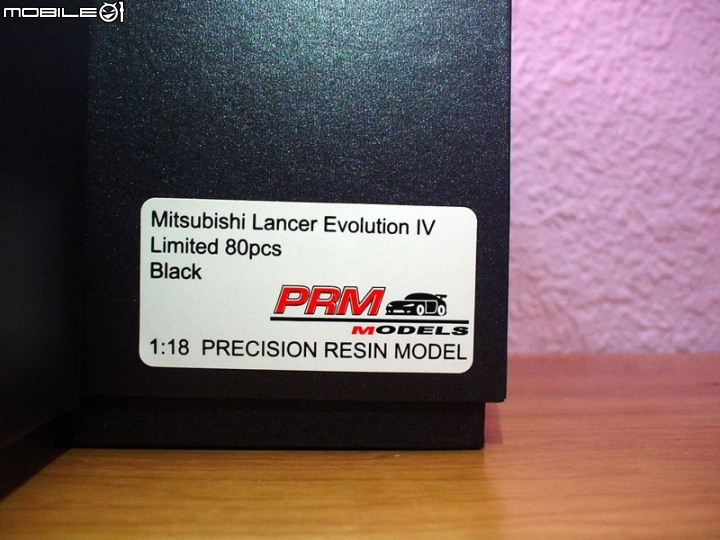 MOBILE01
Mitsubishi Lancer Evolution IV
Limited 80pcs
Black
PRM
MODELS
1:18 PRECISION RESIN MODEL